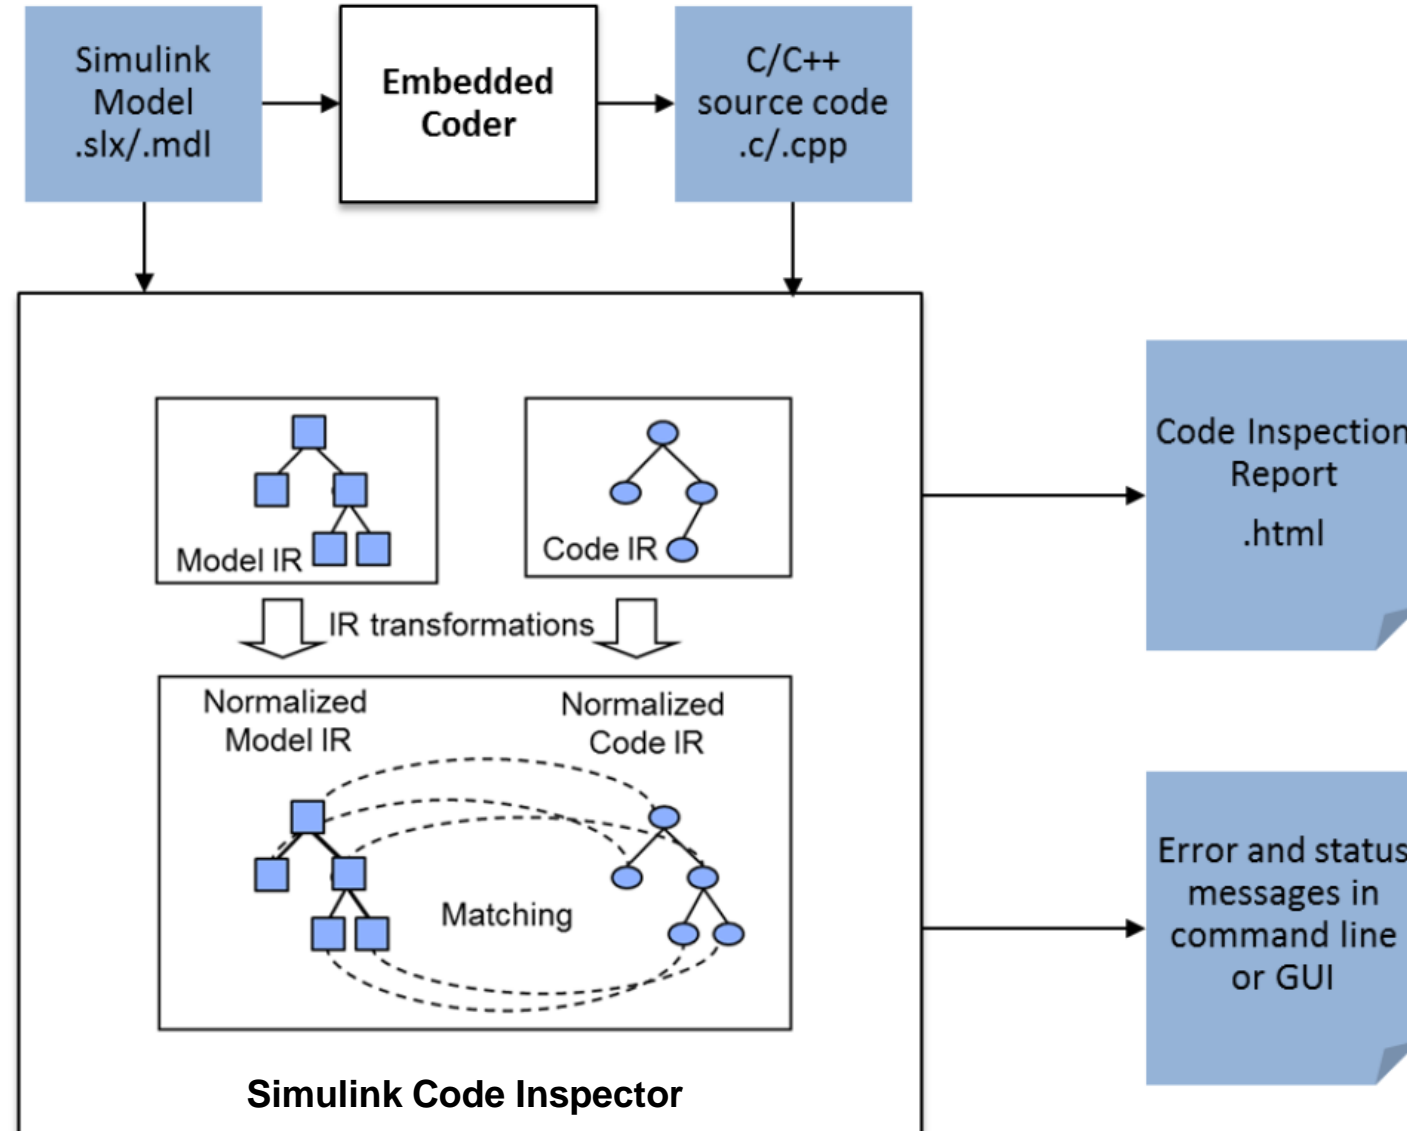 Simulink
Model
.slx/.mdl
Embedded
Coder
C/C++
source code
.c/.cpp
Model IR
Code IR
IR transformations
Normalized
Model IR
Normalized
Code IR
Matching
Simulink Code Inspector
Code Inspection
Report
.html
Error and status
messages in
command line
or GUI